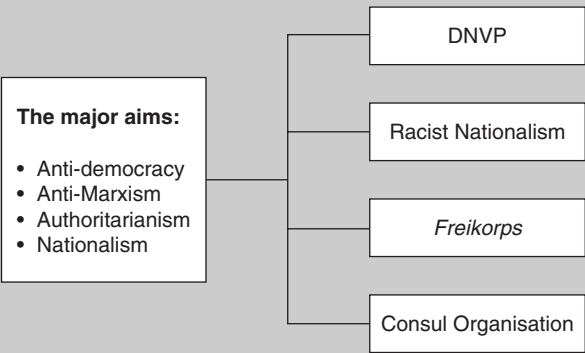 The major aims:
• Anti-democracy
• Anti-Marxism
• Authoritarianism
• Nationalism
DNVP
Racist Nationalism
Freikorps
Consul Organisation